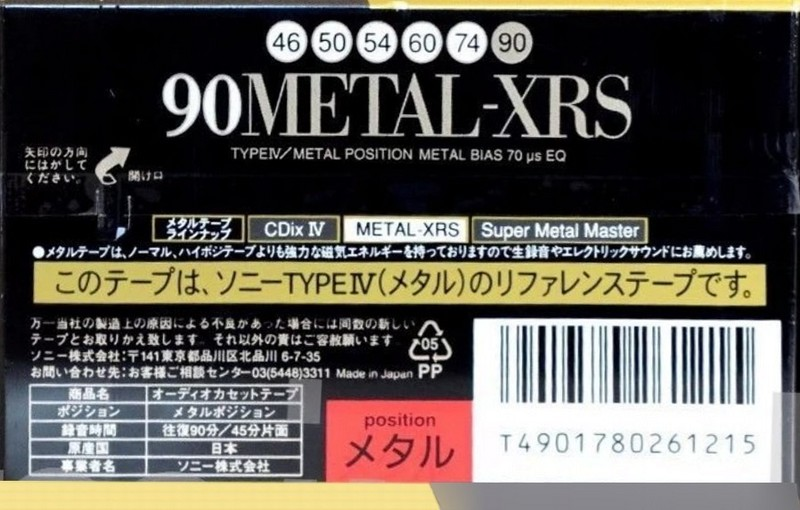 46 50 54 60 74 90
90METAL-XRS
TYPEⅣ/METAL POSITION METAL BIAS 70 μs EQ
矢印の方向
にはがして
ください。
開け口
メタルテープ
ラインナップ
CDix Ⅳ
METAL-XRS
Super Metal Master
●メタルテープは、ノーマル、ハイポジテープよりも強力な磁気エネルギーを持っておりますので生録音やエレクトリックサウンドにお薦めします。
このテープは、ソニーTYPEⅣ(メタル)のリファレンステープです。
万一当社の製造上の原因による不良があった場合には同数の新しい
テープとお取りかえ致します。それ以外の責はご容赦願います。
ソニー株式会社:〒141東京都品川区北品川 6-7-35
お問い合わせ先:お客様ご相談センター03(5448)3311 Made in Japan
05
PP
商品名 オーディオカセットテープ
ポジション メタルポジション
録音時間 往復90分/45分片面
原産国 日本
事業者名 ソニー株式会社
position
メタル
T4901780261215